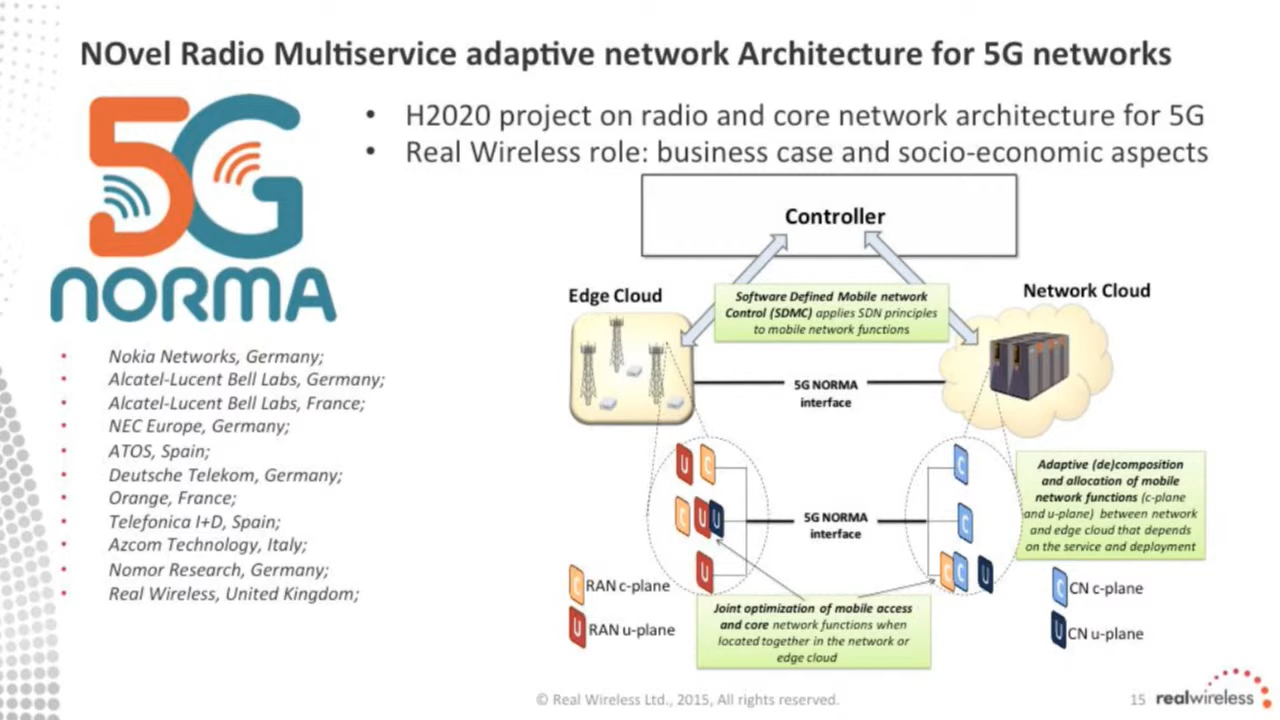 NOvel Radio Multiservice adaptive network Architecture for 5G networks
5G
NORMA
• H2020 project on radio and core network architecture for 5G
• Real Wireless role: business case and socio-economic aspects
• Nokia Networks, Germany;
• Alcatel-Lucent Bell Labs, Germany;
• Alcatel-Lucent Bell Labs, France;
• NEC Europe, Germany;
• ATOS, Spain;
• Deutsche Telekom, Germany;
• Orange, France;
• Telefonica I+D, Spain;
• Azcom Technology, Italy;
• Nomor Research, Germany;
• Real Wireless, United Kingdom;
Controller
Edge Cloud
Software Defined Mobile network
Control (SDMC) applies SDN principles
to mobile network functions
Network Cloud
5G NORMA
interface
U C
C U U
U
5G NORMA
interface
C
C
C C U
Adaptive (de)composition
and allocation of mobile
network functions (c-plane
and u-plane) between network
and edge cloud that depends
on the service and deployment
C RAN c-plane
U RAN u-plane
Joint optimization of mobile access
and core network functions when
located together in the network or
edge cloud
C CN c-plane
U CN u-plane
© Real Wireless Ltd., 2015, All rights reserved.
15
realwireless